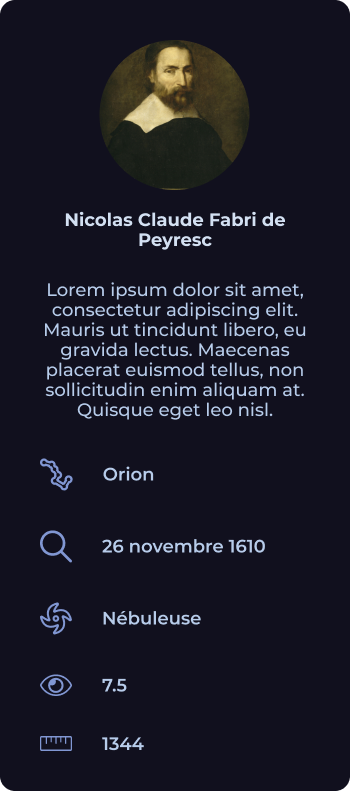 Nicolas Claude Fabri de
Peyresc
Lorem ipsum dolor sit amet,
consectetur adipiscing elit.
Mauris ut tincidunt libero, eu
gravida lectus. Maecenas
placerat euismod tellus, non
sollicitudin enim aliquam at.
Quisque eget leo nisl.
Orion
26 novembre 1610
Nébuleuse
7.5
1344